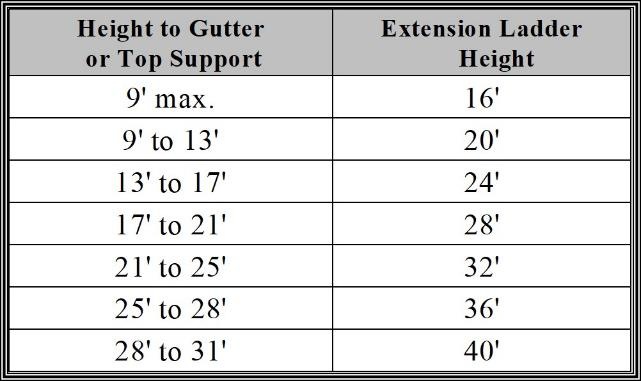 Height to Gutter Extension Ladder
or Top Support Height
9' max. 16'
9' to 13' 20'
13' to 17' 24'
17' to 21' 28'
21' to 25' 32'
25' to 28' 36'
28' to 31' 40'